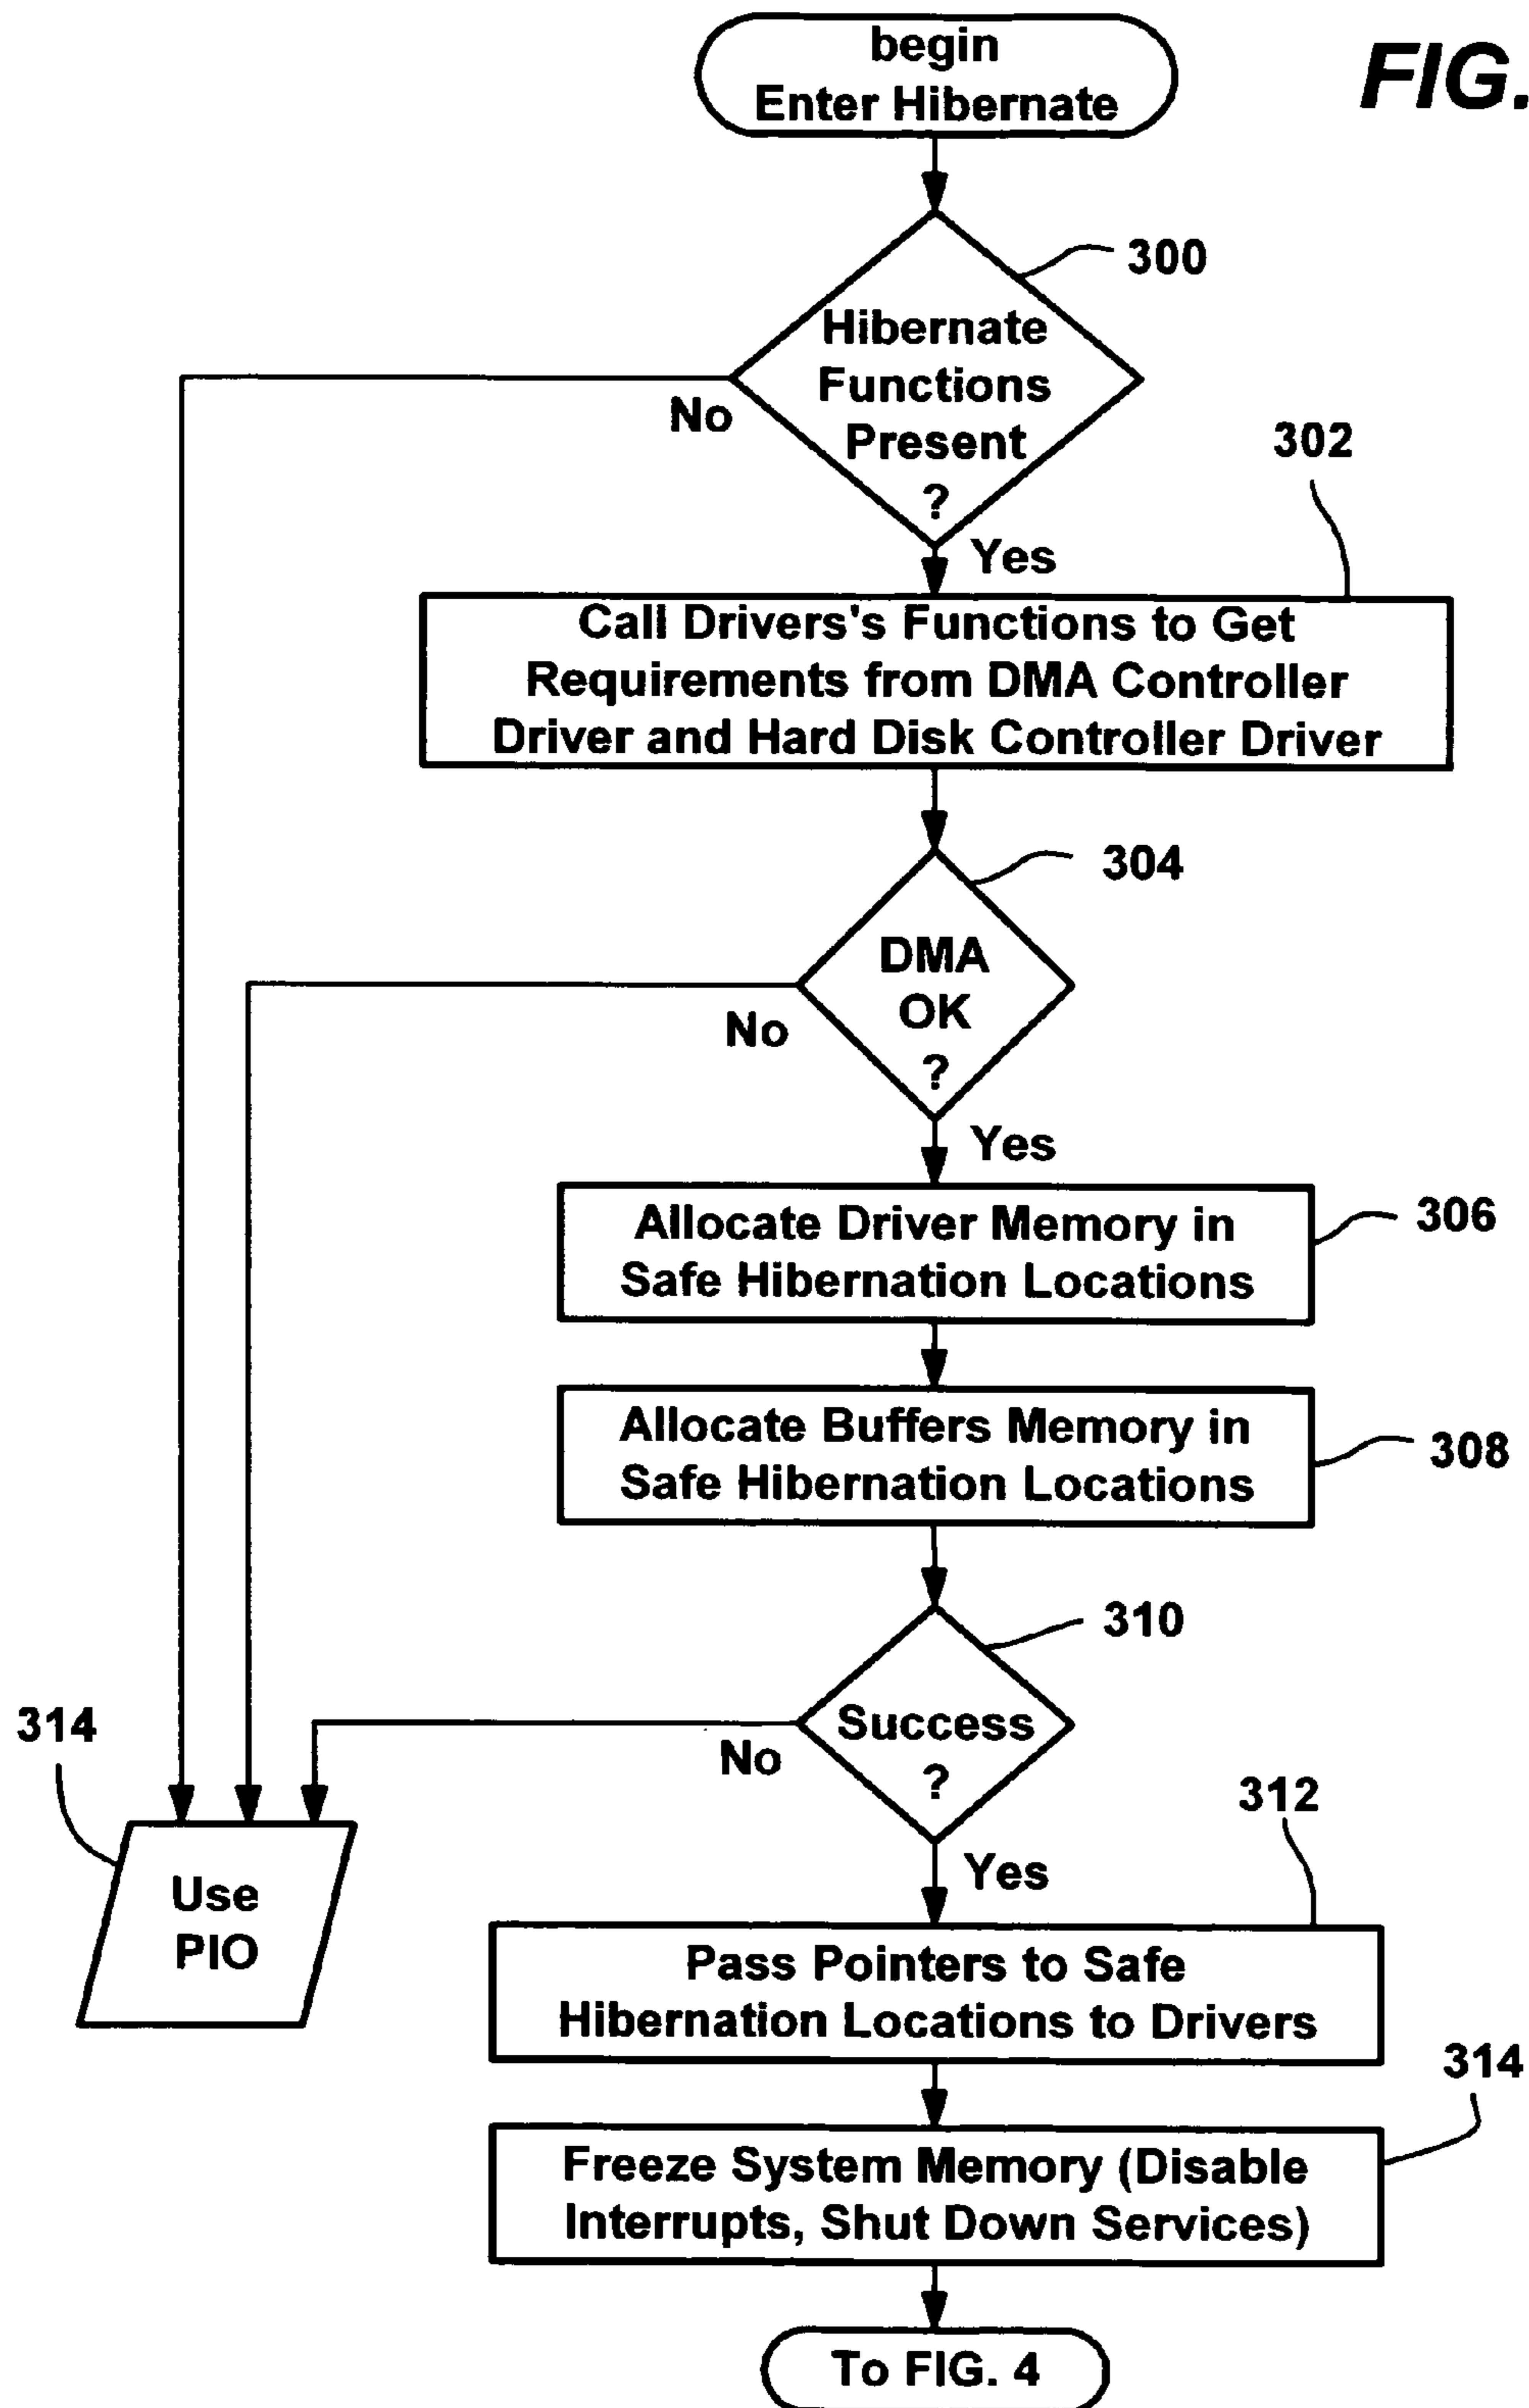 begin
Enter Hibernate
FIG.
300
Hibernate
Functions
Present
?
No
Yes
302
Call Drivers's Functions to Get
Requirements from DMA Controller
Driver and Hard Disk Controller Driver
304
DMA
OK
?
No
Yes
306
Allocate Driver Memory in
Safe Hibernation Locations
308
Allocate Buffers Memory in
Safe Hibernation Locations
310
Success
?
No
Yes
314
Use
PIO
312
Pass Pointers to Safe
Hibernation Locations to Drivers
314
Freeze System Memory (Disable
Interrupts, Shut Down Services)
To FIG. 4